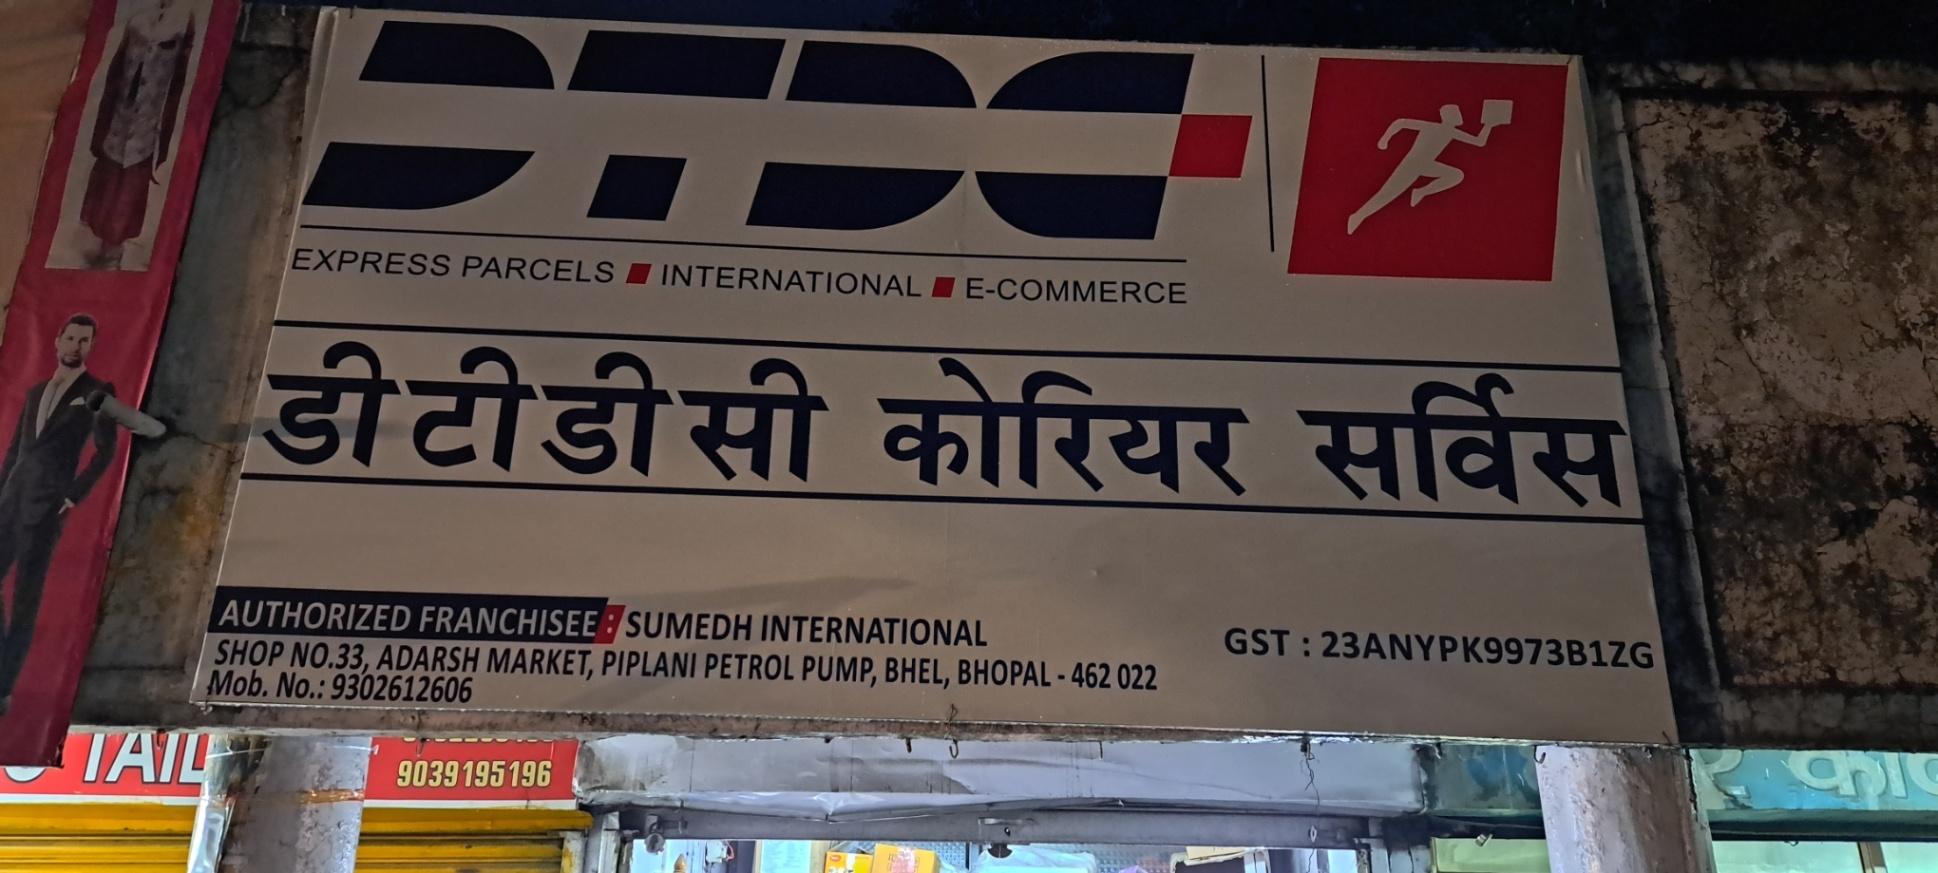 DTDC
EXPRESS PARCELS ■ INTERNATIONAL ■ E-COMMERCE
डीटीडीसी कोरियर सर्विस
AUTHORIZED FRANCHISEE : SUMEDH INTERNATIONAL
SHOP NO.33, ADARSH MARKET, PIPLANI PETROL PUMP, BHEL, BHOPAL - 462 022
Mob. No.: 9302612606
GST : 23ANYPK9973B1ZG
9039195196